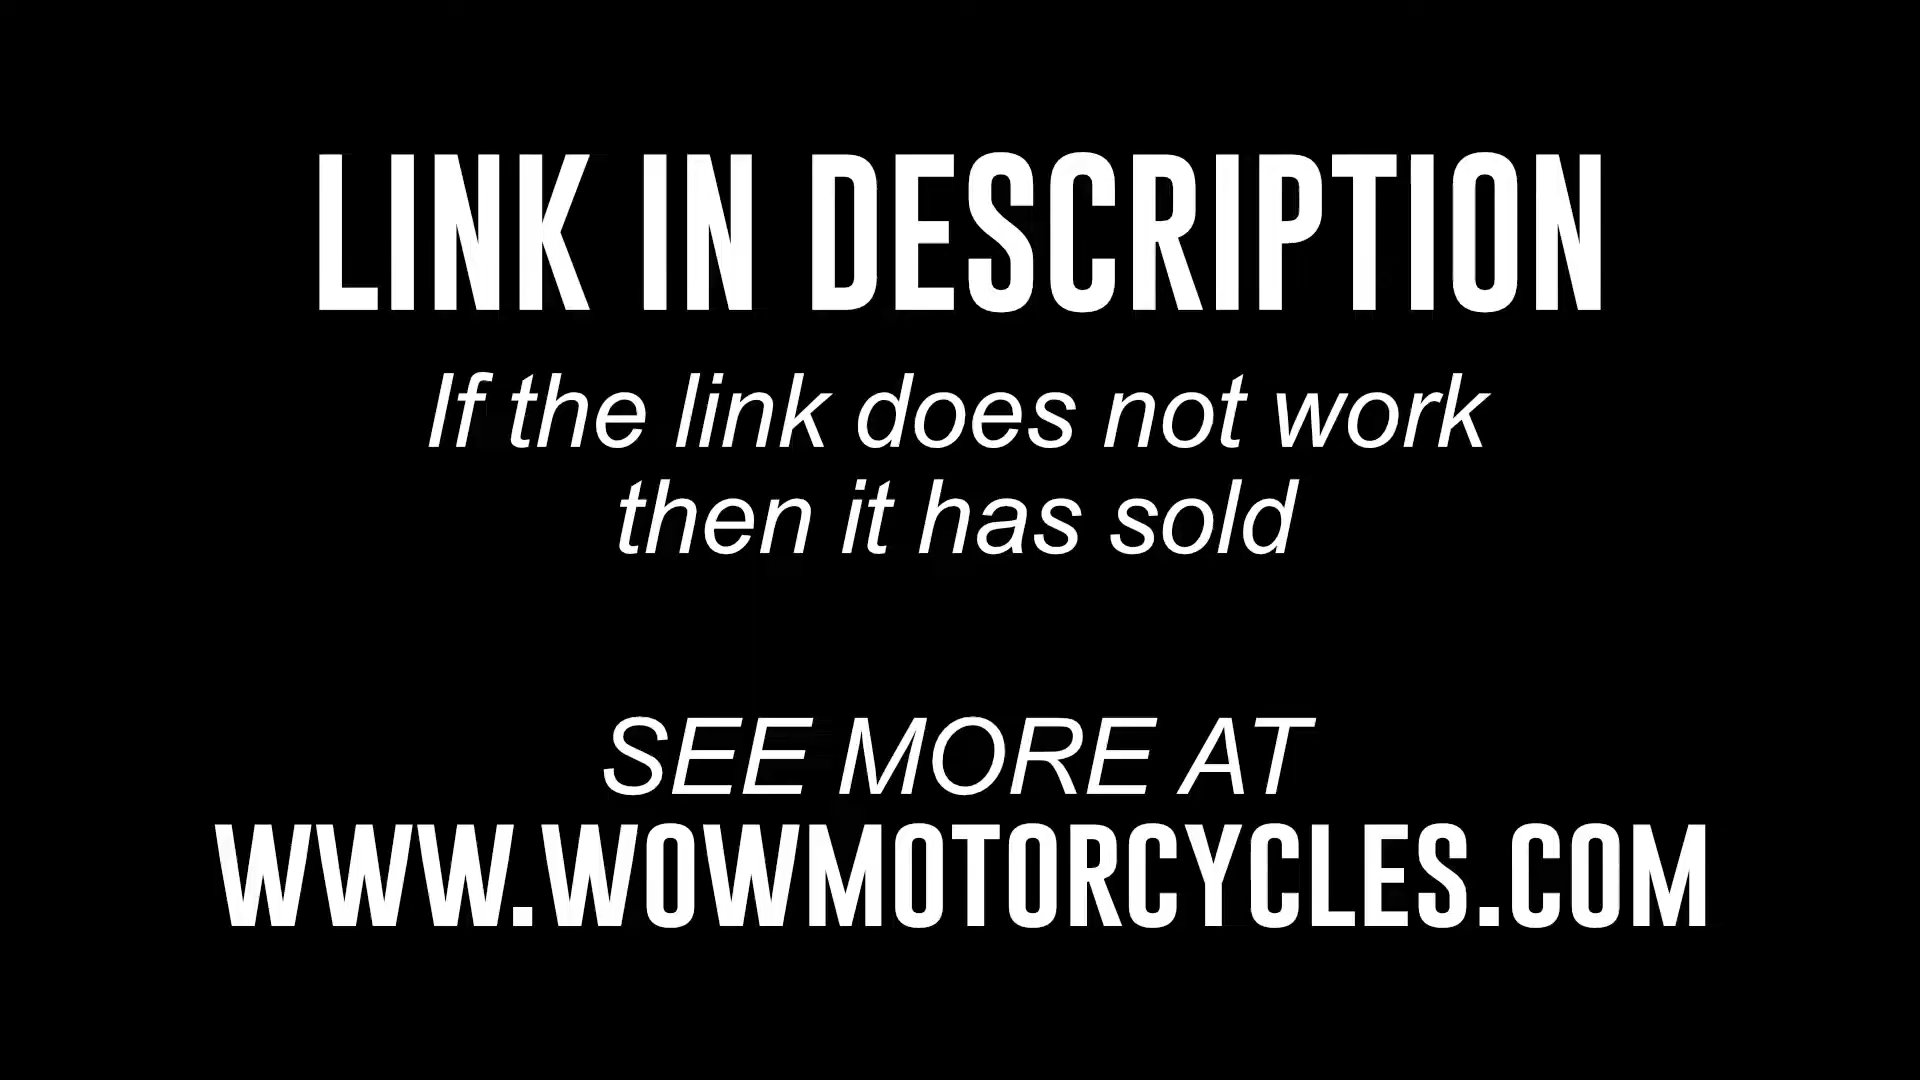 LINK IN DESCRIPTION
If the link does not work
then it has sold
SEE MORE AT
WWW.WOWMOTORCYCLES.COM